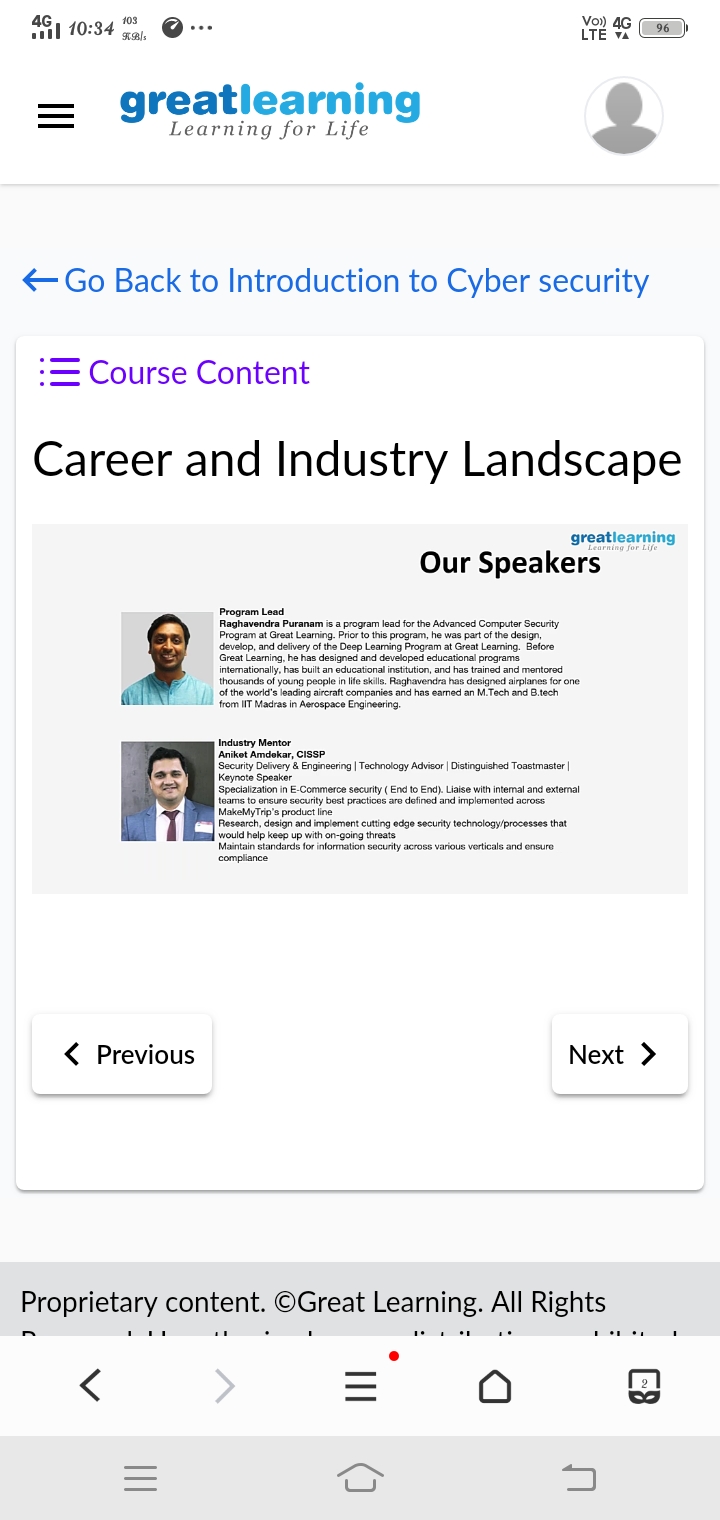 4G 10:34 103 Vo)) LTE 4G 96
greatlearning
Learning for Life
Go Back to Introduction to Cyber security
Course Content
Career and Industry Landscape
greatlearning
Learning for Life
Our Speakers
Program Lead
Raghavendra Puranam is a program lead for the Advanced Computer Security
Program at Great Learning. Prior to this program, he was part of the design,
develop, and delivery of the Deep Learning Program at Great Learning. Before
Great Learning, he has designed and developed educational programs
internationally, has built an educational institution, and has trained and mentored
thousands of young people in life skills. Raghavendra has designed airplanes for one
of the world's leading aircraft companies and has earned an M.Tech and B.tech
from IIT Madras in Aerospace Engineering.
Industry Mentor
Aniket Amdekar, CISSP
Security Delivery & Engineering | Technology Advisor | Distinguished Toastmaster |
Keynote Speaker
Specialization in E-Commerce security ( End to End). Liaise with internal and external
teams to ensure security best practices are defined and implemented across
MakeMyTrip's product line
Research, design and implement cutting edge security technology/processes that
would help keep up with on-going threats
Maintain standards for information security across various verticals and ensure
compliance
Previous
Next
Proprietary content. ©Great Learning. All Rights
2